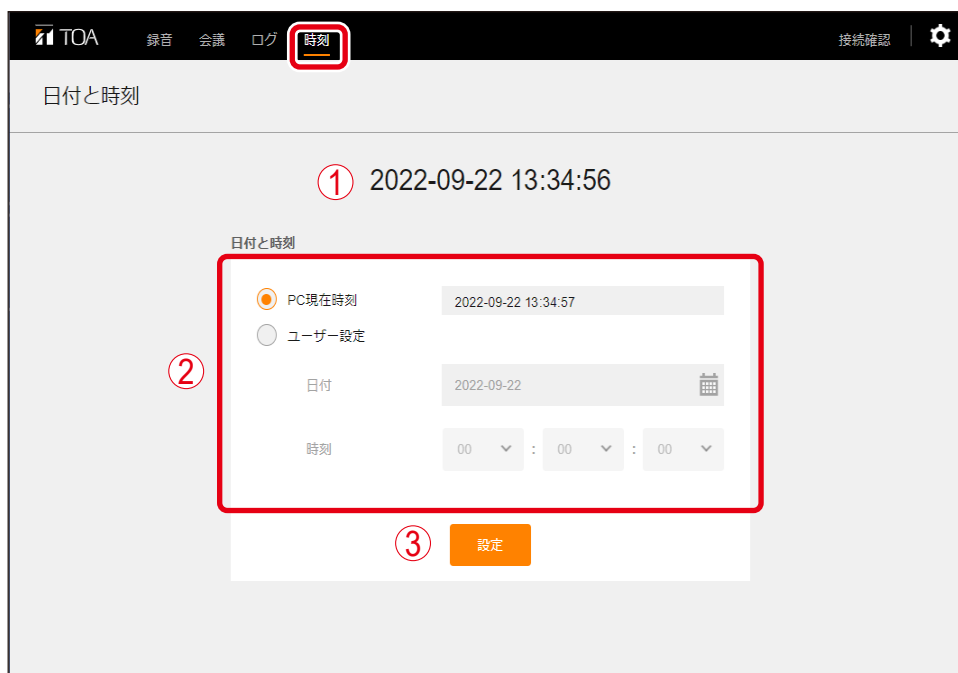 TOA 録音 会議 ログ 時刻 接続確認
日付と時刻
① 2022-09-22 13:34:56
日付と時刻
PC現在時刻 2022-09-22 13:34:57
ユーザー設定
②
日付 2022-09-22
時刻 00 : 00 : 00
③ 設定